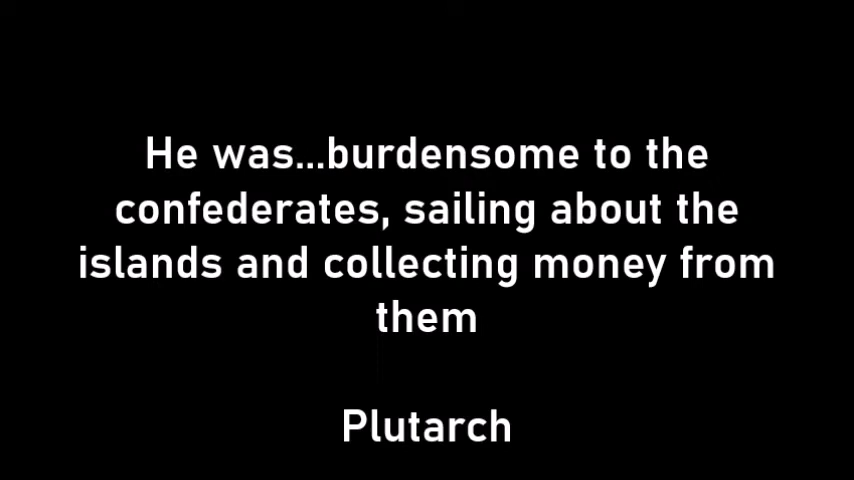 He was...burdensome to the
confederates, sailing about the
islands and collecting money from
them
Plutarch